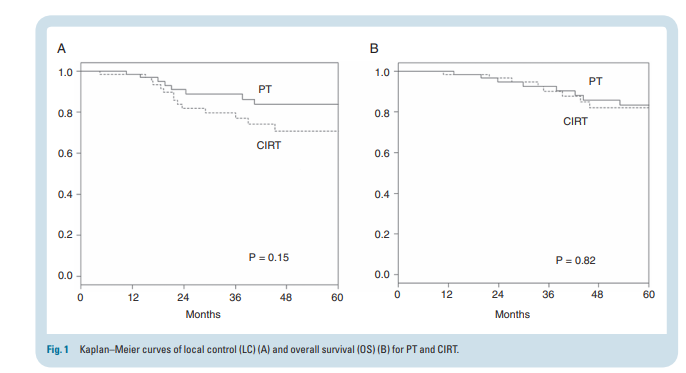 A
B
1.0
0.8
0.6
0.4
0.2
0.0
PT
CIRT
P = 0.15
0 12 24 36 48 60
Months
1.0
0.8
0.6
0.4
0.2
0.0
PT
CIRT
P = 0.82
0 12 24 36 48 60
Months
Fig. 1 Kaplan–Meier curves of local control (LC) (A) and overall survival (OS) (B) for PT and CIRT.